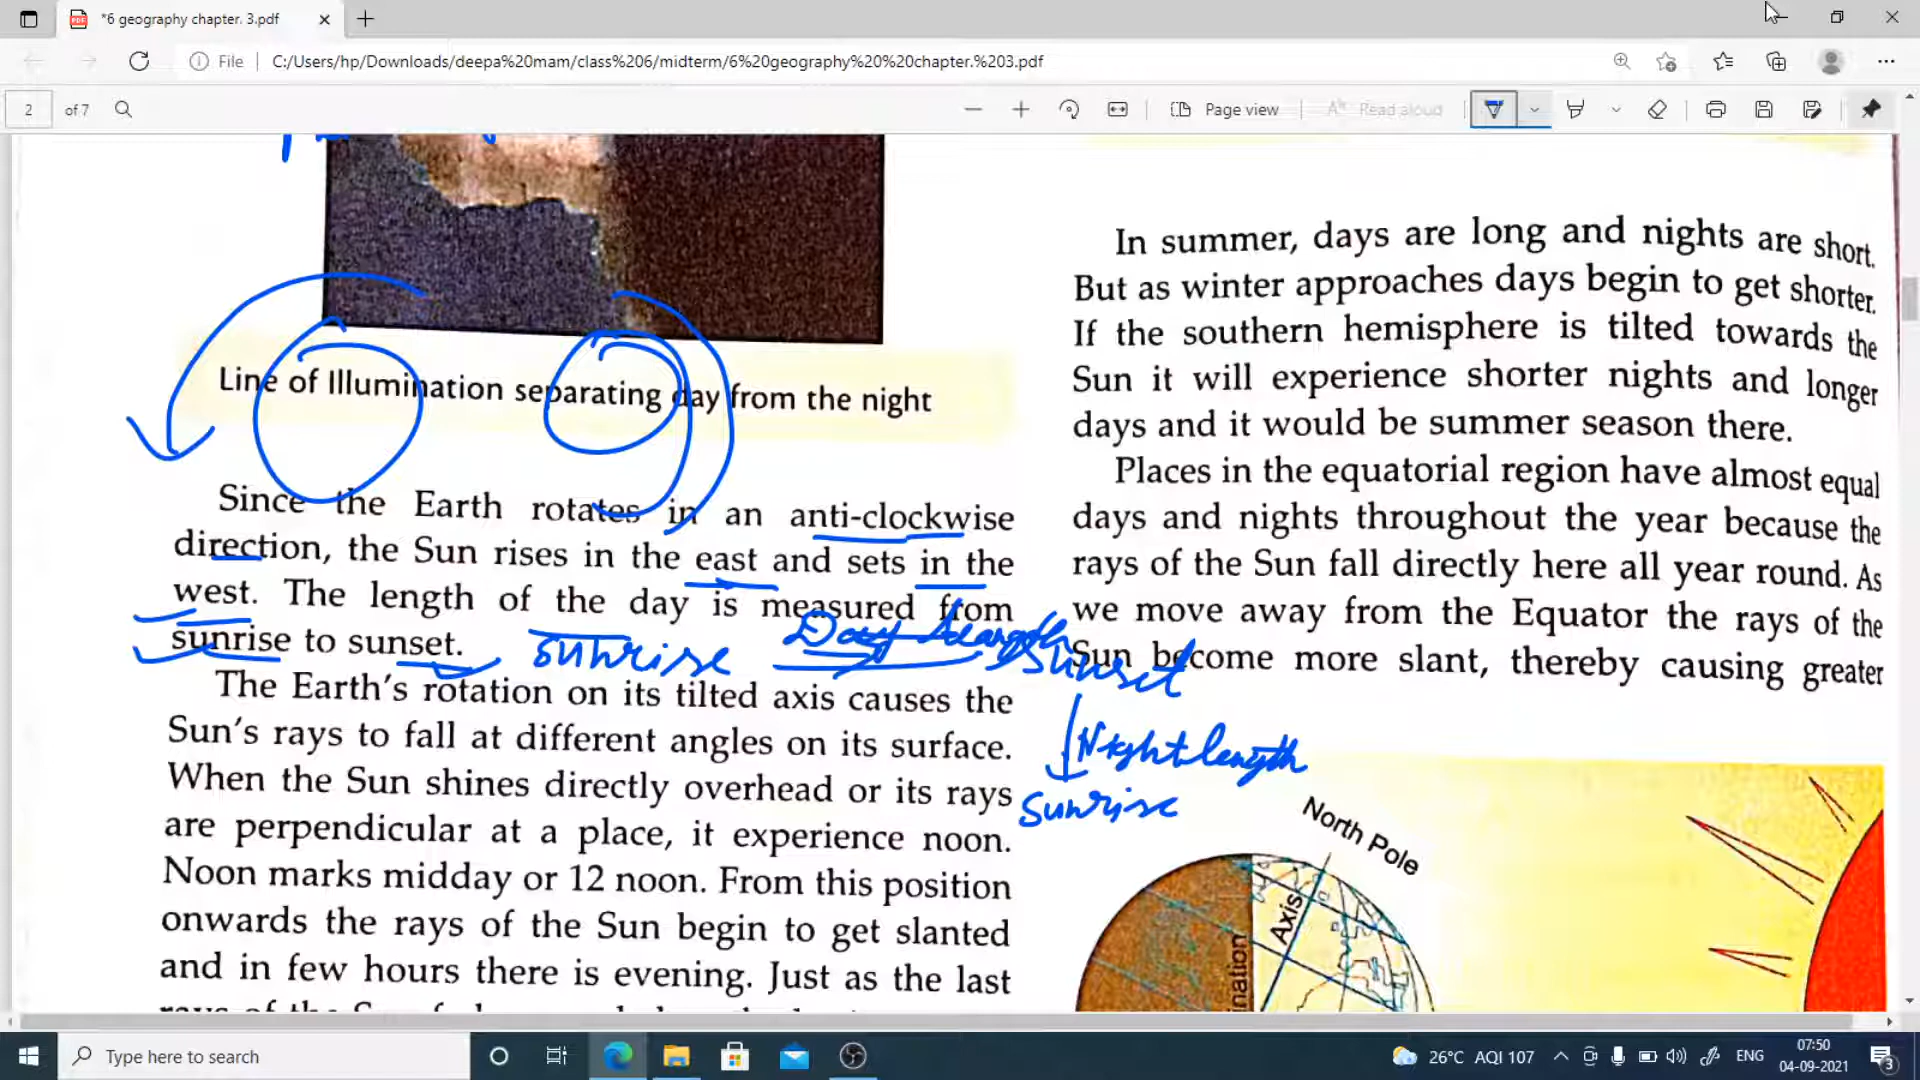 *6 geography chapter. 3.pdf
File
C:/Users/hp/Downloads/deepa%20mam/class%206/midterm/6%20geography%20%20chapter.%203.pdf
2 of 7
Page view
Read aloud
Line of Illumination separating day from the night
Since the Earth rotates in an anti-clockwise
direction, the Sun rises in the east and sets in the
west. The length of the day is measured from
sunrise to sunset.
sunrise Day length sunset
Night length
Sunrise
The Earth's rotation on its tilted axis causes the
Sun's rays to fall at different angles on its surface.
When the Sun shines directly overhead or its rays
are perpendicular at a place, it experience noon.
Noon marks midday or 12 noon. From this position
onwards the rays of the Sun begin to get slanted
and in few hours there is evening. Just as the last
In summer, days are long and nights are short.
But as winter approaches days begin to get shorter.
If the southern hemisphere is tilted towards the
Sun it will experience shorter nights and longer
days and it would be summer season there.
Places in the equatorial region have almost equal
days and nights throughout the year because the
rays of the Sun fall directly here all year round. As
we move away from the Equator the rays of the
Sun become more slant, thereby causing greater
North Pole
Axis
Type here to search
26°C AQI 107
ENG
07:50
04-09-2021
3